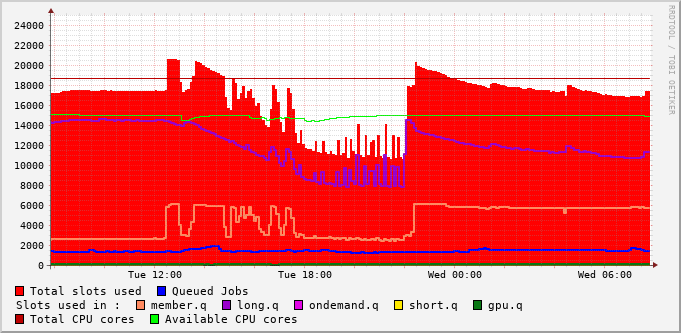 RRDTOOL / TOBI OETIKER
24000
22000
20000
18000
16000
14000
12000
10000
8000
6000
4000
2000
0
Tue 12:00 Tue 18:00 Wed 00:00 Wed 06:00
Total slots used Queued Jobs
Slots used in : member.q long.q ondemand.q short.q gpu.q
Total CPU cores Available CPU cores